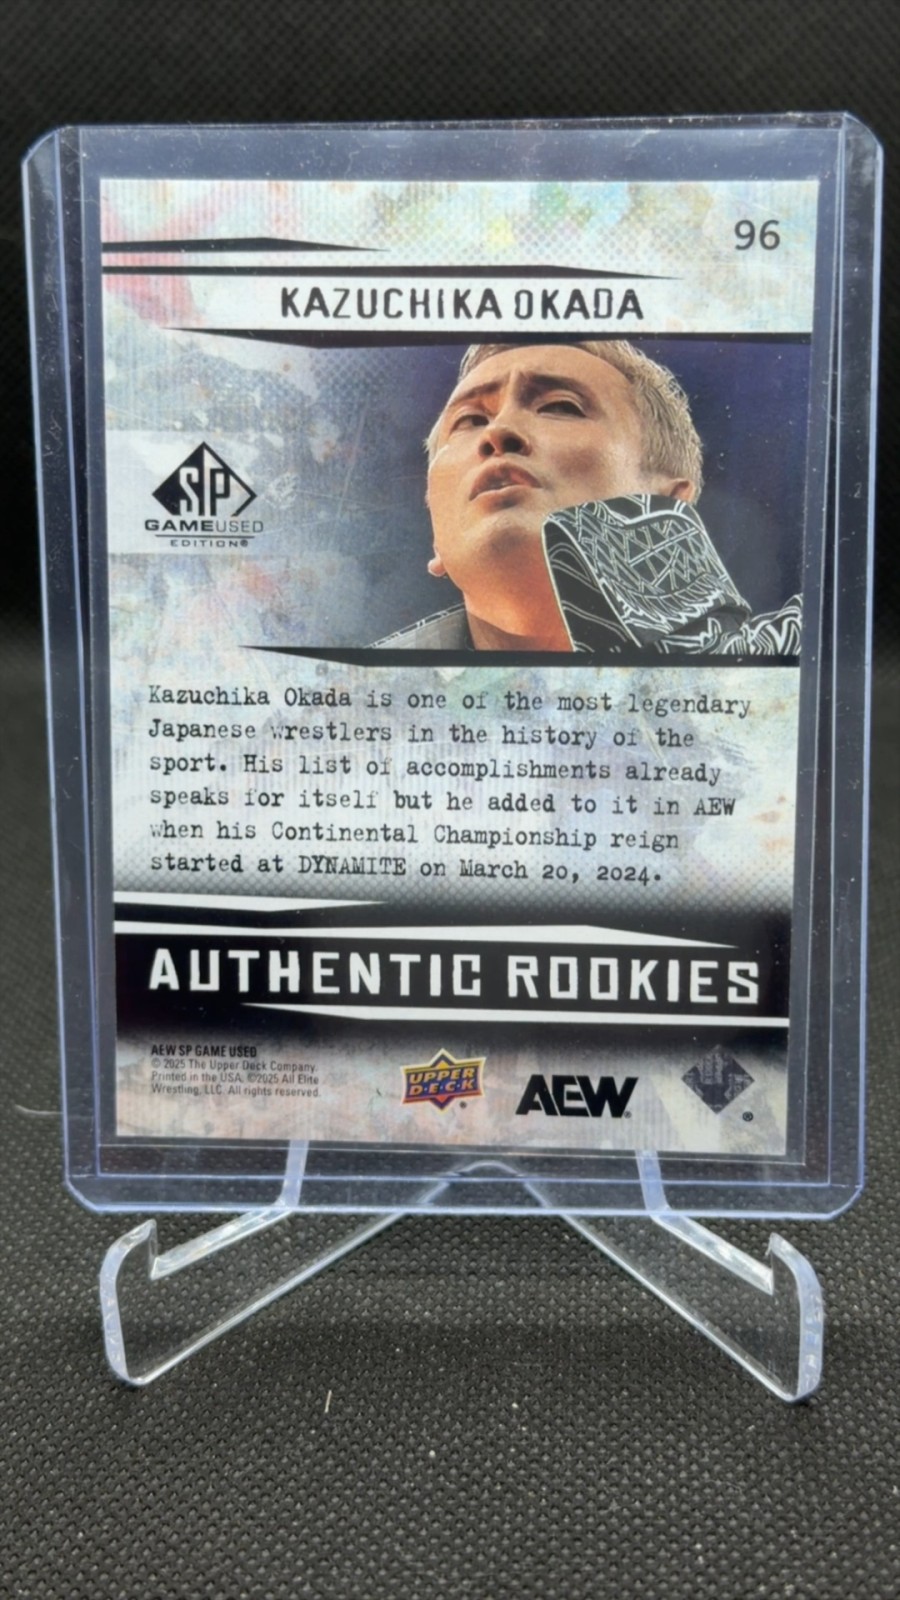 96
KAZUCHIKA OKADA
SP
GAMEUSED
EDITION®
Kazuchika Okada is one of the most legendary
Japanese wrestlers in the history of the
sport. His list of accomplishments already
speaks for itself but he added to it in AEW
when his Continental Championship reign
started at DYNAMITE on March 20, 2024.
AUTHENTIC ROOKIES
AEW SP GAME USED
© 2025 The Upper Deck Company.
Printed in the USA. ©2025 All Elite
Wrestling, LLC. All rights reserved.
UPPER
D·E·C·K
®
AEW®
®